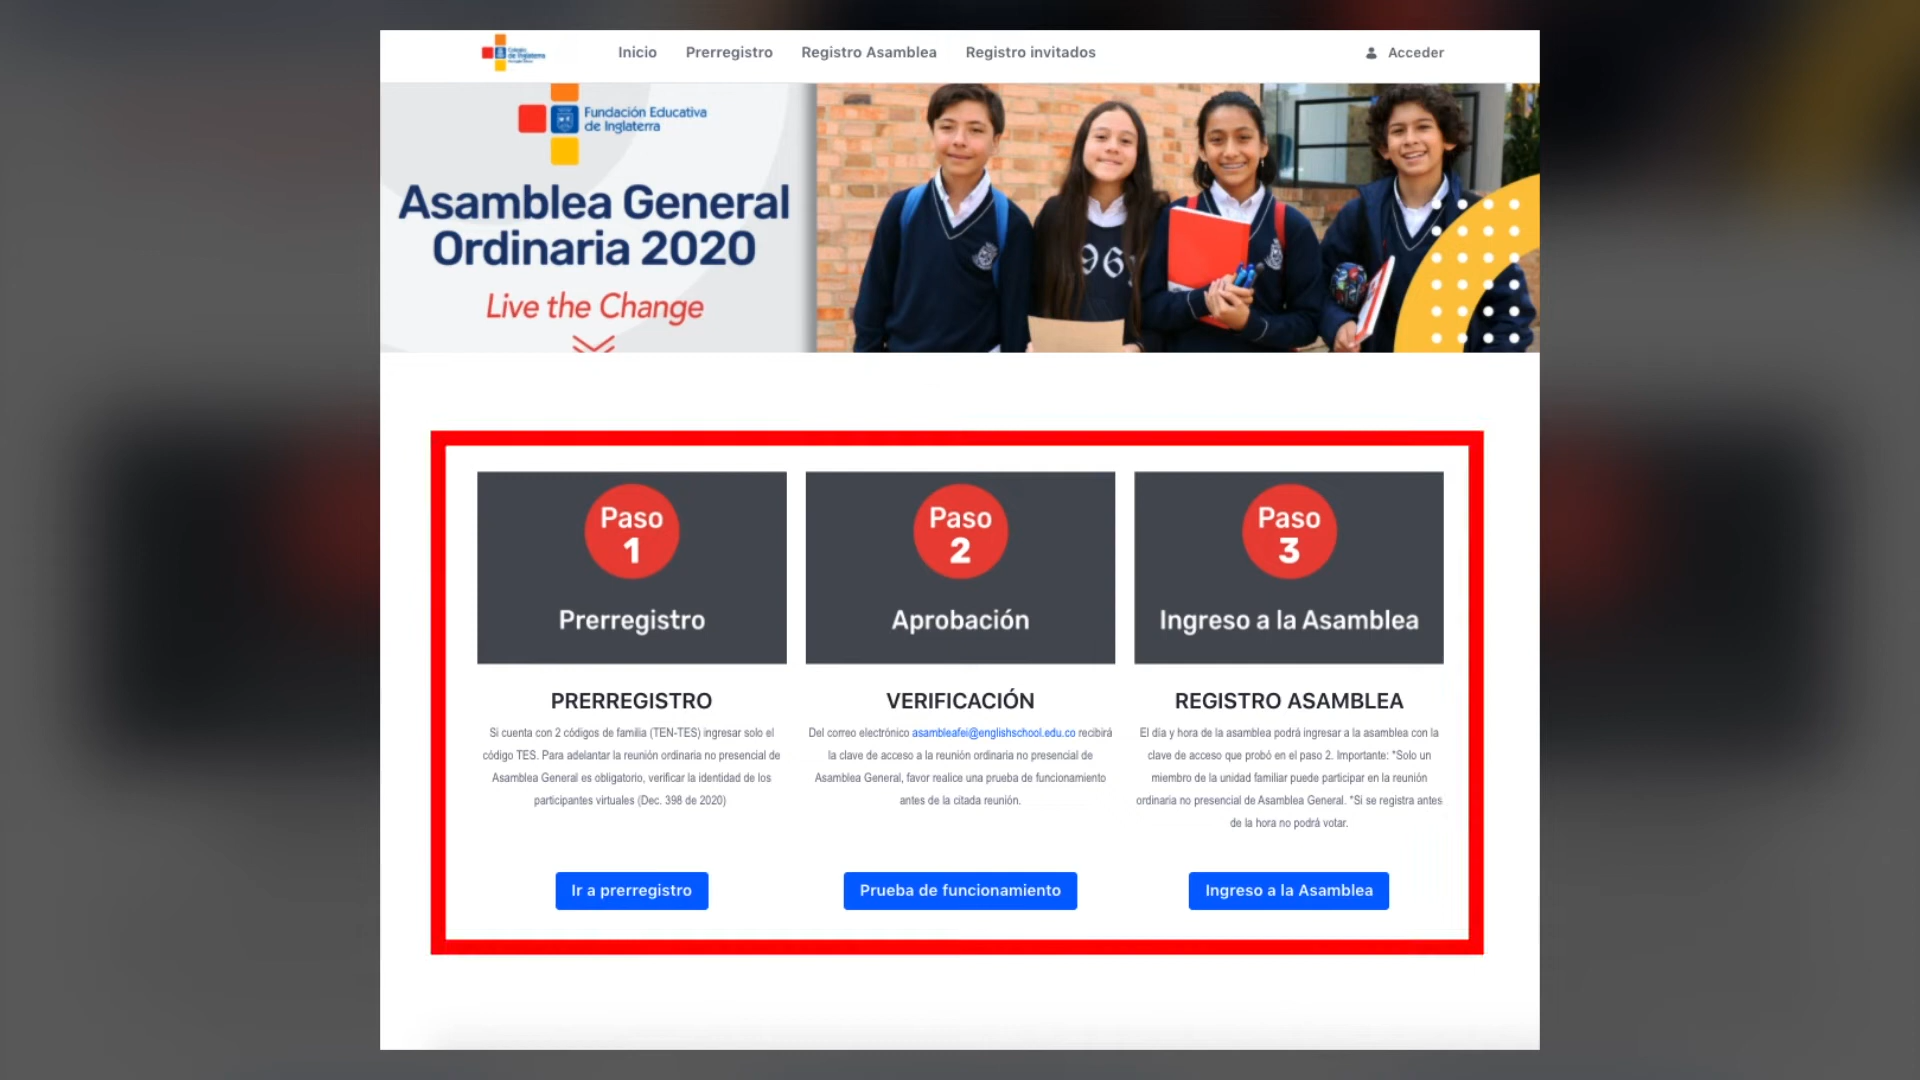 Colegio
de Inglaterra
Inicio
Prerregistro
Registro Asamblea
Registro invitados
Acceder
Fundación Educativa
de Inglaterra
Asamblea General
Ordinaria 2020
Live the Change
196
Paso
1
Prerregistro
PRERREGISTRO
Si cuenta con 2 códigos de familia (TEN-TES) ingresar solo el
código TES. Para adelantar la reunión ordinaria no presencial de
Asamblea General es obligatorio, verificar la identidad de los
participantes virtuales (Dec. 398 de 2020)
Ir a prerregistro
Paso
2
Aprobación
VERIFICACIÓN
Del correo electrónico asambleafei@englishschool.edu.co recibirá
la clave de acceso a la reunión ordinaria no presencial de
Asamblea General, favor realice una prueba de funcionamiento
antes de la citada reunión.
Prueba de funcionamiento
Paso
3
Ingreso a la Asamblea
REGISTRO ASAMBLEA
El día y hora de la asamblea podrá ingresar a la asamblea con la
clave de acceso que probó en el paso 2. Importante: *Solo un
miembro de la unidad familiar puede participar en la reunión
ordinaria no presencial de Asamblea General. *Si se registra antes
de la hora no podrá votar.
Ingreso a la Asamblea